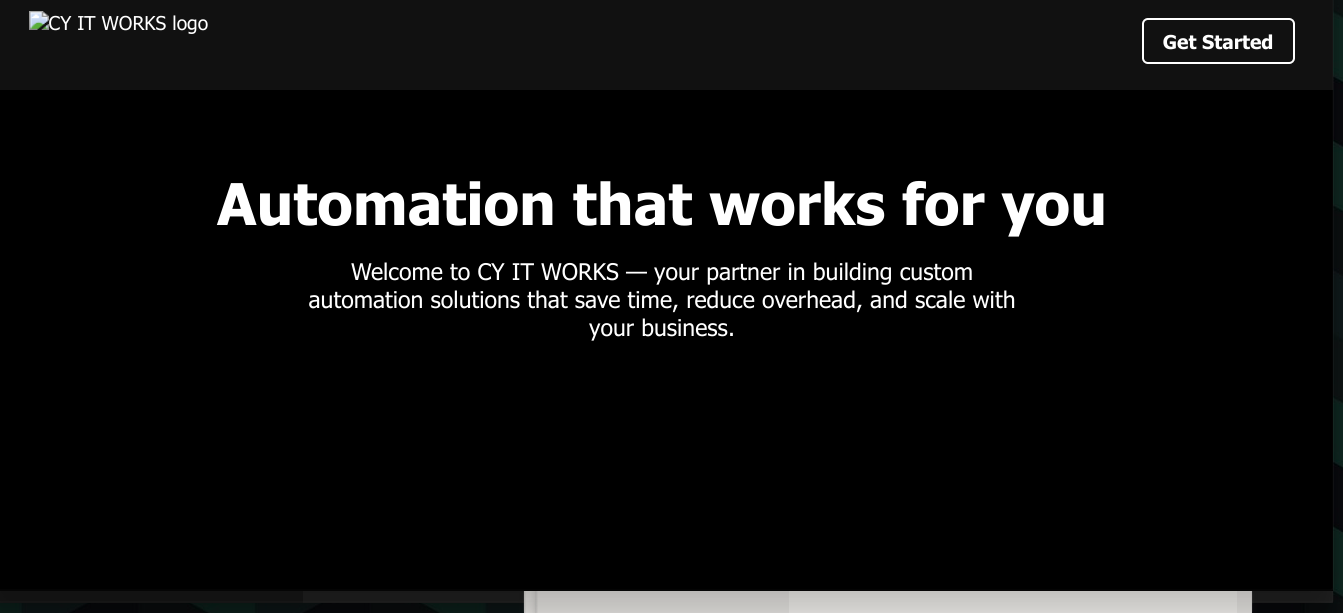 CY IT WORKS logo
Get Started
Automation that works for you
Welcome to CY IT WORKS — your partner in building custom
automation solutions that save time, reduce overhead, and scale with
your business.